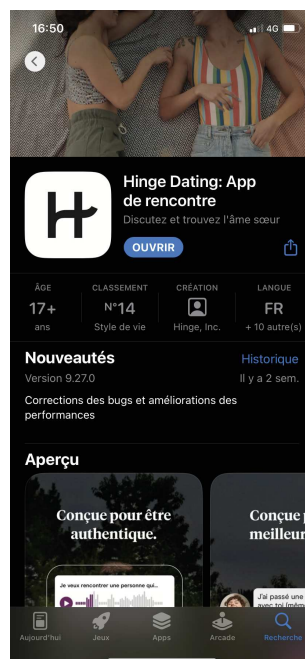 16:50
4G
Hinge Dating: App
de rencontre
Discutez et trouvez l'âme sœur
OUVRIR
ÂGE
17+
ans
CLASSEMENT
N°14
Style de vie
CRÉATION
Hinge, Inc.
LANGUE
FR
+ 10 autre(s)
Nouveautés
Historique
Version 9.27.0
Il y a 2 sem.
Corrections des bugs et améliorations des
performances
Aperçu
Conçue pour être
authentique.
Je veux rencontrer une personne qui...
Conçue
meilleur
J'ai passé une
avec toi (mêm
Aujourd'hui
Jeux
Apps
Arcade
Recherche